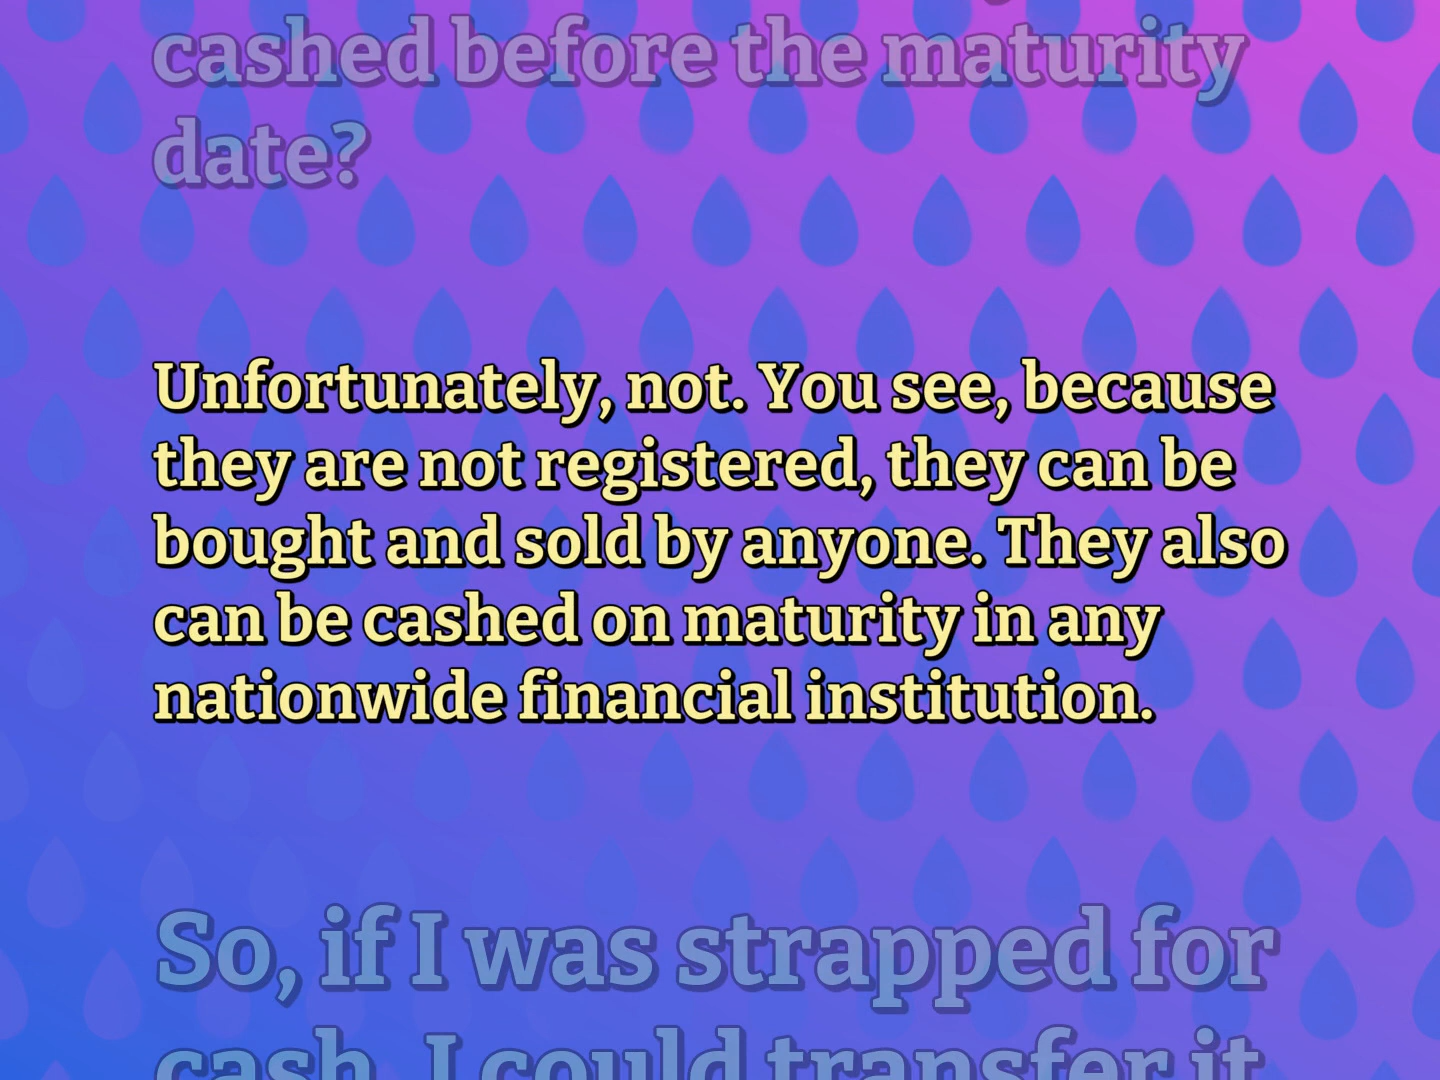 cashed before the maturity
date?
Unfortunately, not. You see, because
they are not registered, they can be
bought and sold by anyone. They also
can be cashed on maturity in any
nationwide financial institution.
So, if I was strapped for
cash, I could transfer it